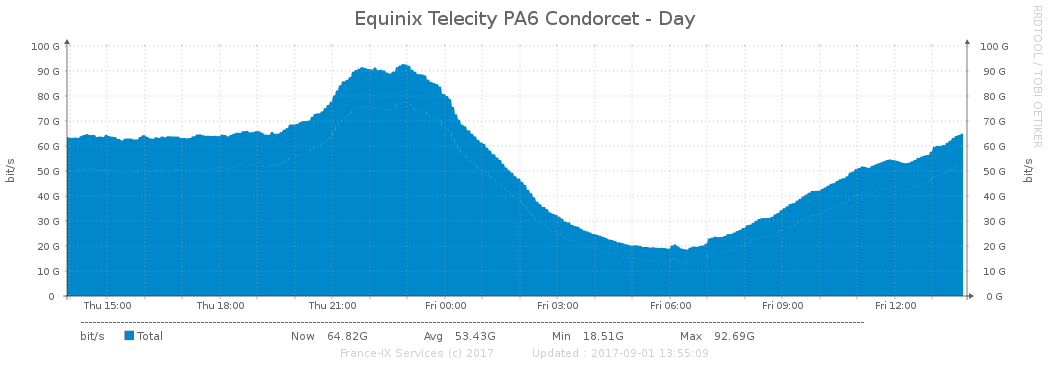 Equinix Telecity PA6 Condorcet - Day
RRDTOOL / TOBI OETIKER
100 G 100 G
90 G 90 G
80 G 80 G
70 G 70 G
60 G 60 G
50 G 50 G
40 G 40 G
30 G 30 G
20 G 20 G
10 G 10 G
0 0 G
bit/s bit/s
Thu 15:00 Thu 18:00 Thu 21:00 Fri 00:00 Fri 03:00 Fri 06:00 Fri 09:00 Fri 12:00
bit/s Total Now 64.82G Avg 53.43G Min 18.51G Max 92.69G
France-IX Services (c) 2017 Updated : 2017-09-01 13:55:09